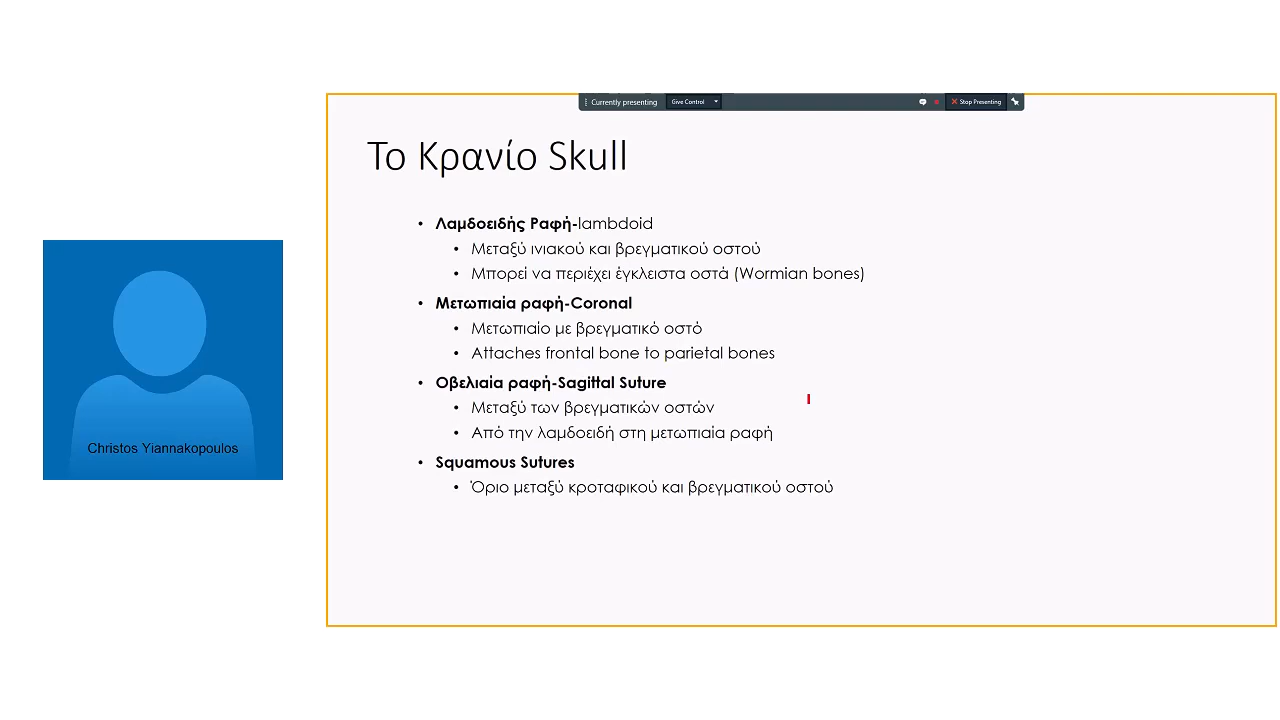 Currently presenting
Give Control
Stop Presenting
Το Κρανίο Skull
• Λαμδοειδής Ραφή-lambdoid
• Μεταξύ ινιακού και βρεγματικού οστού
• Μπορεί να περιέχει έγκλειστα οστά (Wormian bones)
• Μετωπιαία ραφή-Coronal
• Μετωπιαίο με βρεγματικό οστό
• Attaches frontal bone to parietal bones
• Οβελιαία ραφή-Sagittal Suture
• Μεταξύ των βρεγματικών οστών
• Από την λαμδοειδή στη μετωπιαία ραφή
• Squamous Sutures
• Όριο μεταξύ κροταφικού και βρεγματικού οστού
Christos Yiannakopoulos